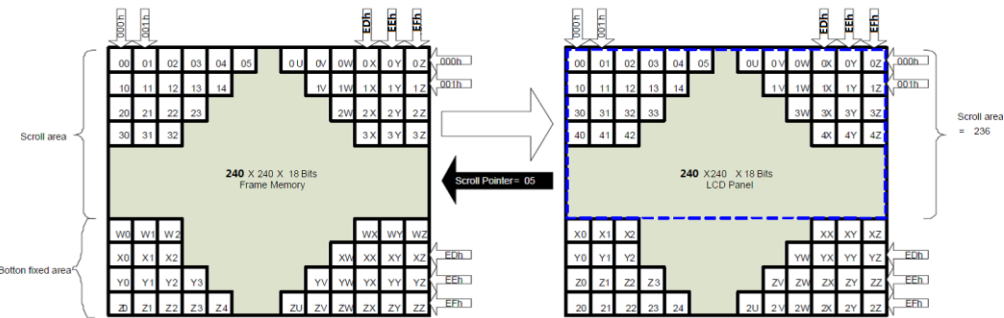 000h 001h EDh EEh EFh 000h 001h EDh EEh EFh
00 01 02 03 04 05 0U 0V 0W 0X 0Y 0Z 000h 00 01 02 03 04 05 0U 0V 0W 0X 0Y 0Z 000h
10 11 12 13 14 1V 1W 1X 1Y 1Z 001h 10 11 12 13 14 1V 1W 1X 1Y 1Z 001h
20 21 22 23 2W 2X 2Y 2Z 30 31 32 33 3W 3X 3Y 3Z
30 31 32 3X 3Y 3Z 40 41 42 4X 4Y 4Z
Scroll area
Scroll area
= 236
240 X 240 X 18 Bits
Frame Memory
Scroll Pointer= 05
240 X240 X 18 Bits
LCD Panel
W0 W1 W2 WX WY WZ X0 X1 X2 XX XY XZ
X0 X1 X2 XW XX XY XZ EDh Y0 Y1 Y2 YW YX YY YZ EDh
Botton fixed area
Y0 Y1 Y2 Y3 YV YW YX YY YZ EEh Z0 Z1 Z2 Z3 ZV ZW ZX ZY ZZ EEh
Z0 Z1 Z2 Z3 Z4 ZU ZV ZW ZX ZY ZZ EFh 20 21 22 23 24 2U 2V 2W 2X 2Y 2Z EFh